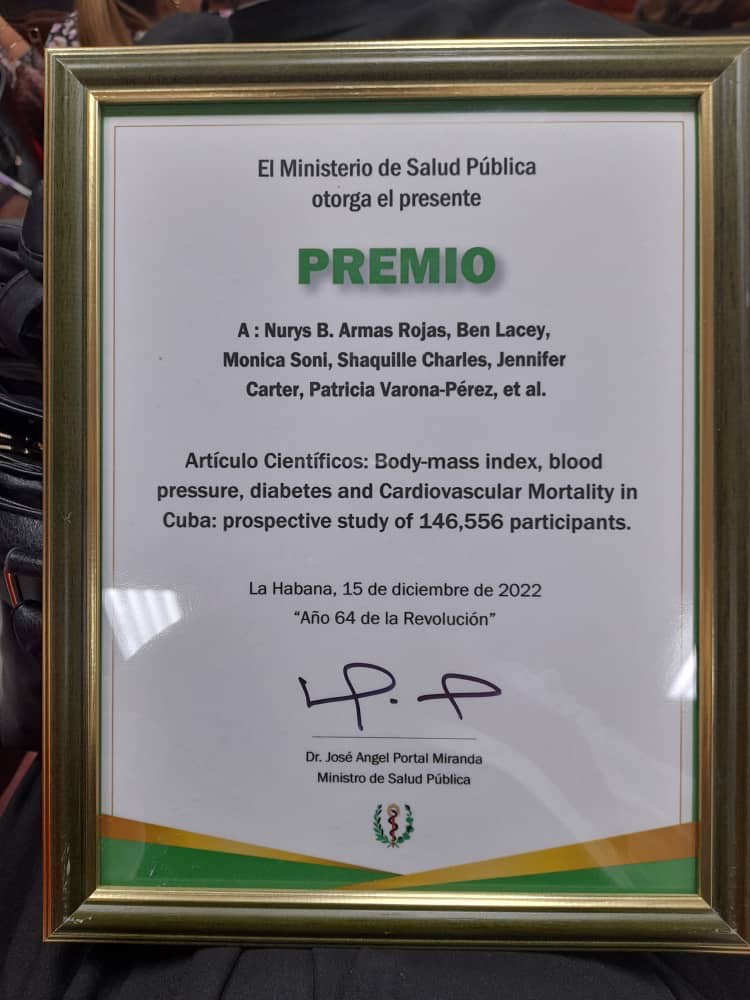 El Ministerio de Salud Pública
otorga el presente
PREMIO
A : Nurys B. Armas Rojas, Ben Lacey,
Monica Soni, Shaquille Charles, Jennifer
Carter, Patricia Varona-Pérez, et al.
Artículo Científicos: Body-mass index, blood
pressure, diabetes and Cardiovascular Mortality in
Cuba: prospective study of 146,556 participants.
La Habana, 15 de diciembre de 2022
“Año 64 de la Revolución”
Dr. José Angel Portal Miranda
Ministro de Salud Pública